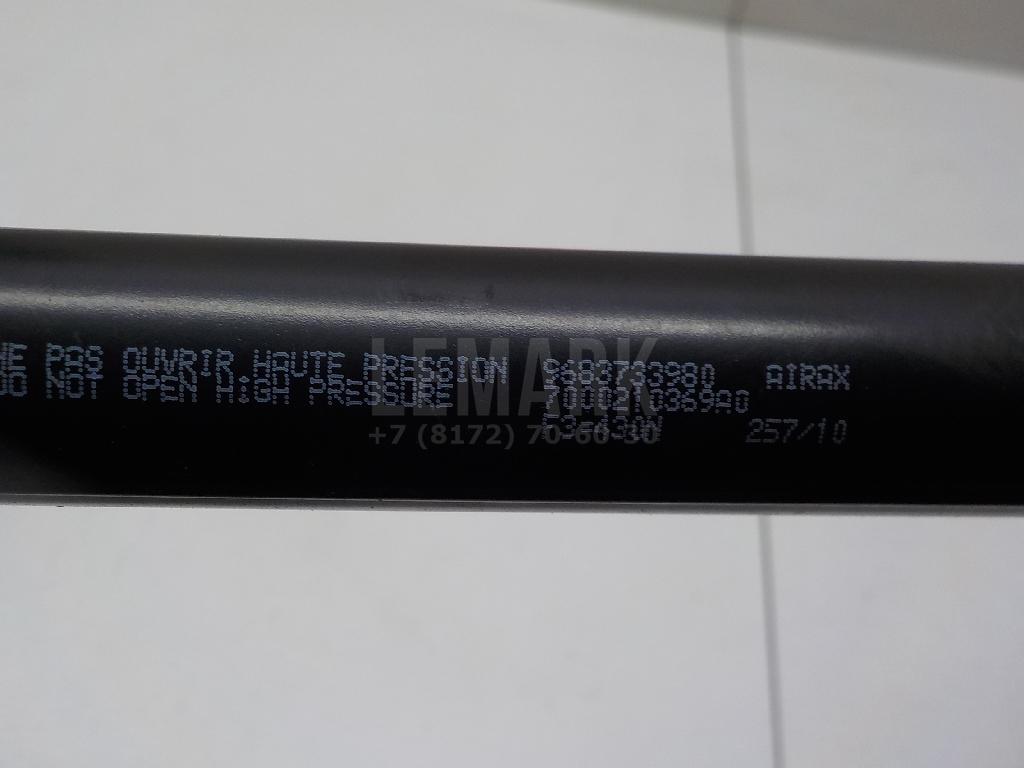 NE PAS OUVRIR HAUTE PRESSION 9683733980 AIRAX
DO NOT OPEN HIGH PRESSURE 7000210369A0
257/10
LEMARK
+7 (8172) 70-60-30